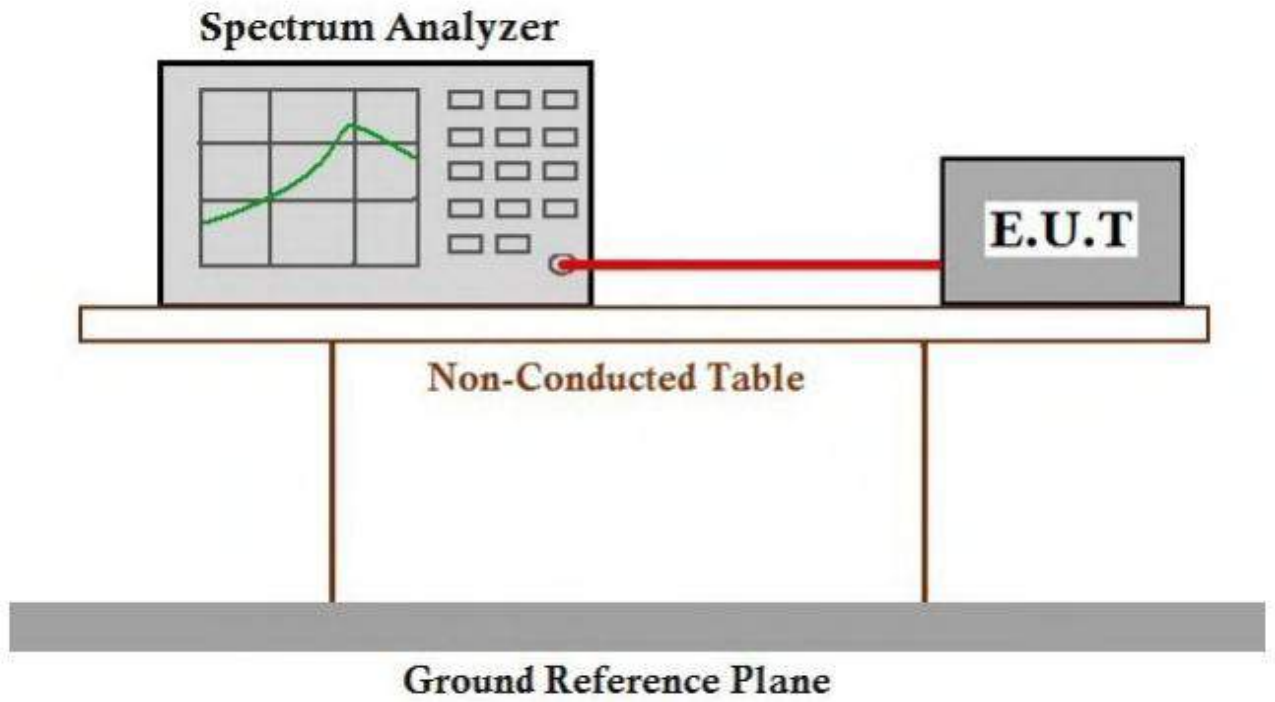 Spectrum Analyzer
E.U.T
Non-Conducted Table
Ground Reference Plane